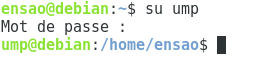 ensao@debian:~$ su ump
Mot de passe :
ump@debian:/home/ensao$